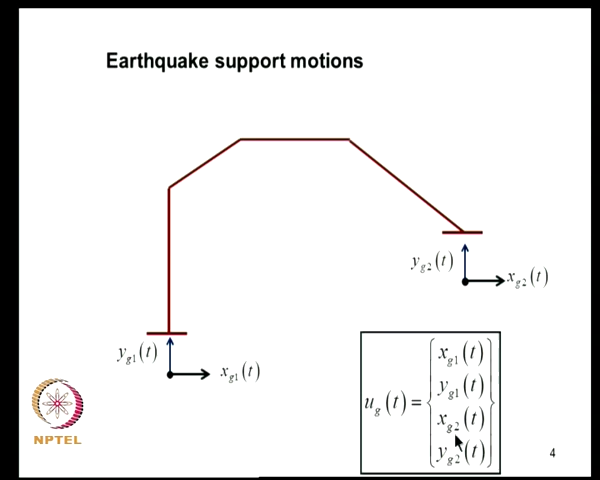 Earthquake support motions
y_{g2}(t)
x_{g2}(t)
y_{g1}(t)
x_{g1}(t)
u_g(t) = { x_{g1}(t)
y_{g1}(t)
x_{g2}(t)
y_{g2}(t) }
NPTEL
4